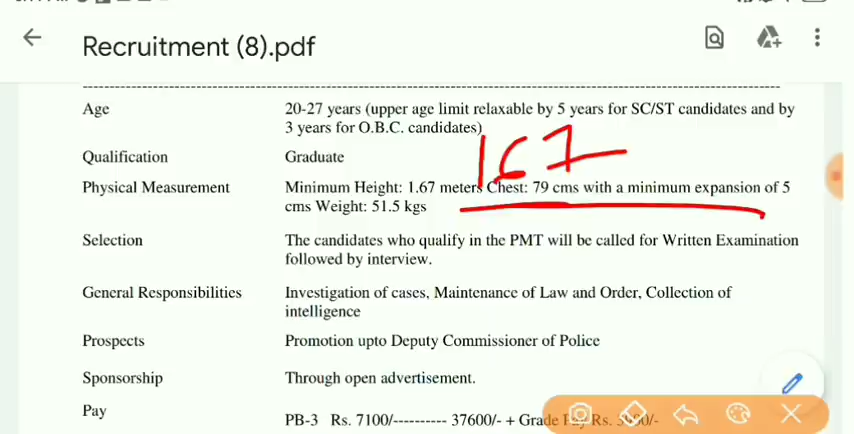 Recruitment (8).pdf
Age
20-27 years (upper age limit relaxable by 5 years for SC/ST candidates and by
3 years for O.B.C. candidates)
167
Qualification
Graduate
Physical Measurement
Minimum Height: 1.67 meters Chest: 79 cms with a minimum expansion of 5
cms Weight: 51.5 kgs
Selection
The candidates who qualify in the PMT will be called for Written Examination
followed by interview.
General Responsibilities
Investigation of cases, Maintenance of Law and Order, Collection of
intelligence
Prospects
Promotion upto Deputy Commissioner of Police
Sponsorship
Through open advertisement.
Pay
PB-3 Rs. 7100/---------- 37600/- + Grade Rs.